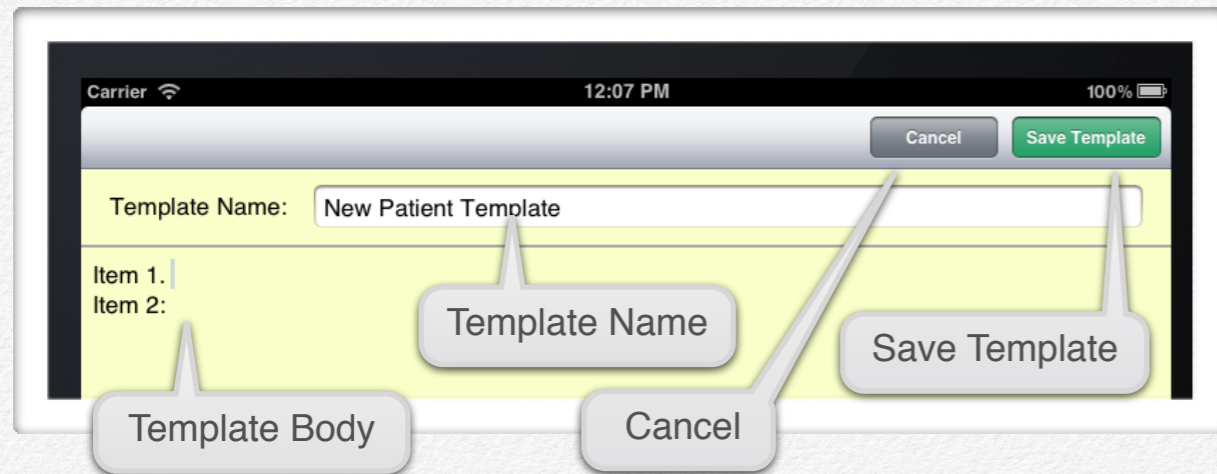 Carrier 12:07 PM 100%
Cancel Save Template
Template Name: New Patient Template
Item 1.
Item 2:
Template Name
Save Template
Template Body
Cancel